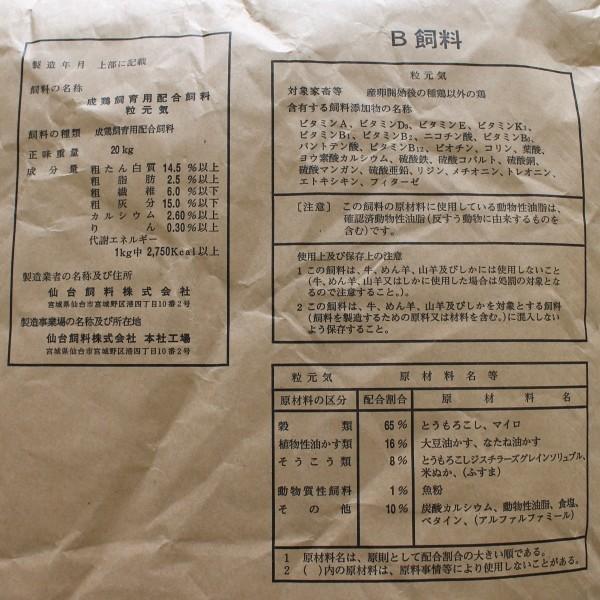 B 飼料
製造年月 上部に記載
飼料の名称
成鶏飼育用配合飼料
粒元気
飼料の種類 成鶏飼育用配合飼料
正味重量 20kg
成分量 粗たん白質 14.5 %以上
粗脂肪 2.5 %以上
粗繊維 6.0 %以下
粗灰分 15.0 %以下
カルシウム 2.60 %以上
りん 0.30 %以上
代謝エネルギー
1kg中 2,750Kcal以上
製造業者の名称及び住所
仙台飼料株式会社
宮城県仙台市宮城野区港四丁目10番2号
製造事業場の名称及び所在地
仙台飼料株式会社 本社工場
宮城県仙台市宮城野区港四丁目10番2号
粒元気
対象家畜等 産卵開始後の種鶏以外の鶏
含有する飼料添加物の名称
ビタミンA、ビタミンD₃、ビタミンE、ビタミンK₃、
ビタミンB₁、ビタミンB₂、ニコチン酸、ビタミンB₆、
パントテン酸、ビタミンB₁₂、ビオチン、コリン、葉酸、
ヨウ素酸カルシウム、硫酸鉄、硫酸コバルト、硫酸銅、
硫酸マンガン、硫酸亜鉛、リジン、メチオニン、トレオニン、
エトキシキン、フィターゼ
〔注意〕 この飼料の原材料に使用している動物性油脂は、
確認済動物性油脂(反すう動物に由来するものを
含む)です。
使用上及び保存上の注意
1 この飼料は、牛、めん羊、山羊及びしかには使用しないこと
(牛、めん羊、山羊又はしかに使用した場合は処罰の対象とな
るので注意すること。)。
2 この飼料は、牛、めん羊、山羊及びしかを対象とする飼料
(飼料を製造するための原料又は材料を含む。)に混入しない
よう保存すること。
粒元気 原材料名等
原材料の区分 配合割合 原材料名
穀類 65 % とうもろこし、マイロ
植物性油かす類 16 % 大豆油かす、なたね油かす
そうこう類 8 % とうもろこしジスチラーズグレインソリュブル、
米ぬか、(ふすま)
動物質性飼料 1 % 魚粉
その他 10 % 炭酸カルシウム、動物性油脂、食塩、
ベタイン、(アルファルファミール)
1 原材料名は、原則として配合割合の大きい順である。
2 ( )内の原材料は、原料事情等により使用しないことがある。